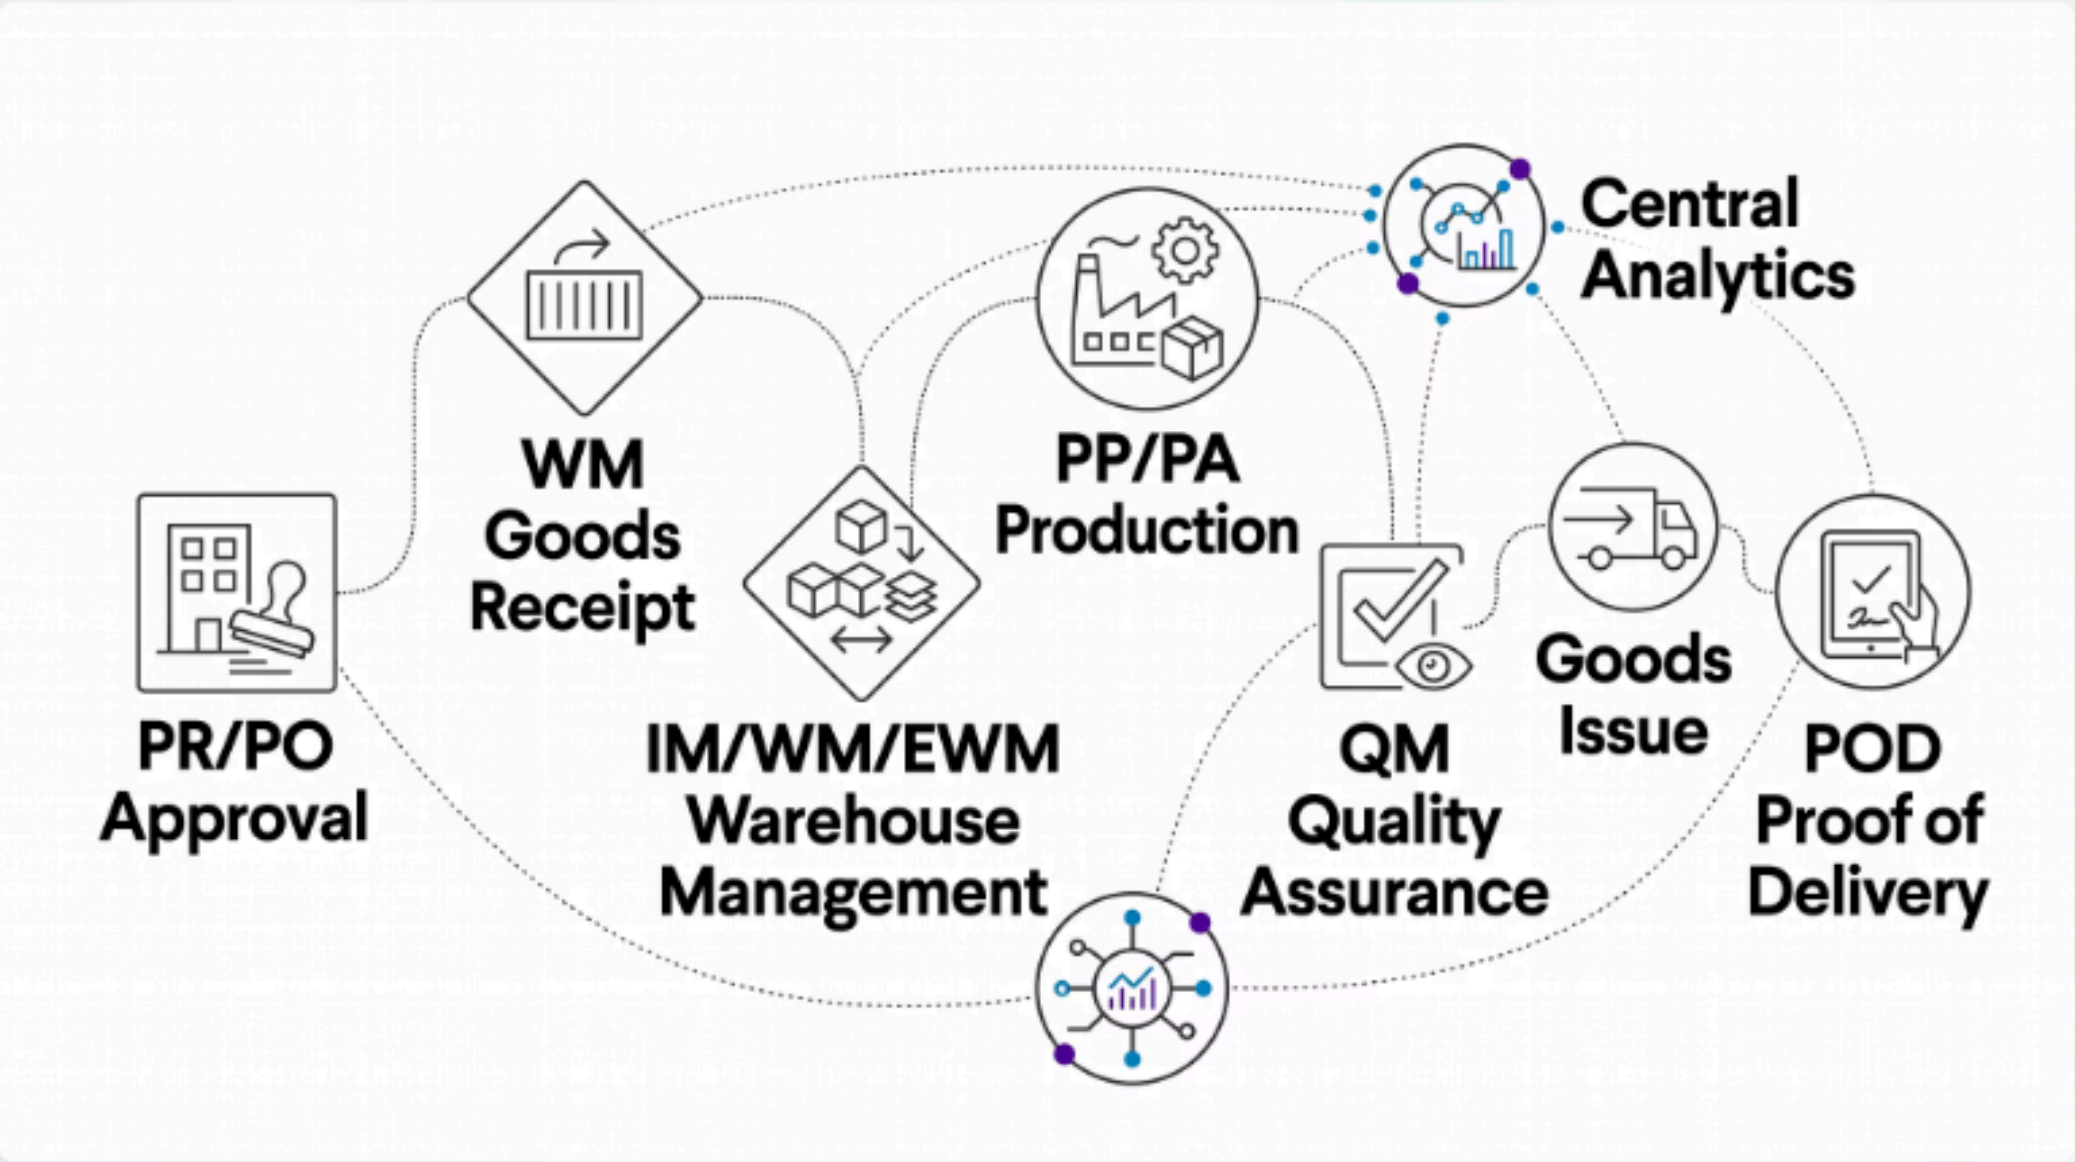 PR/PO
Approval
WM
Goods
Receipt
IM/WM/EWM
Warehouse
Management
PP/PA
Production
Central
Analytics
QM
Quality
Assurance
Goods
Issue
POD
Proof of
Delivery